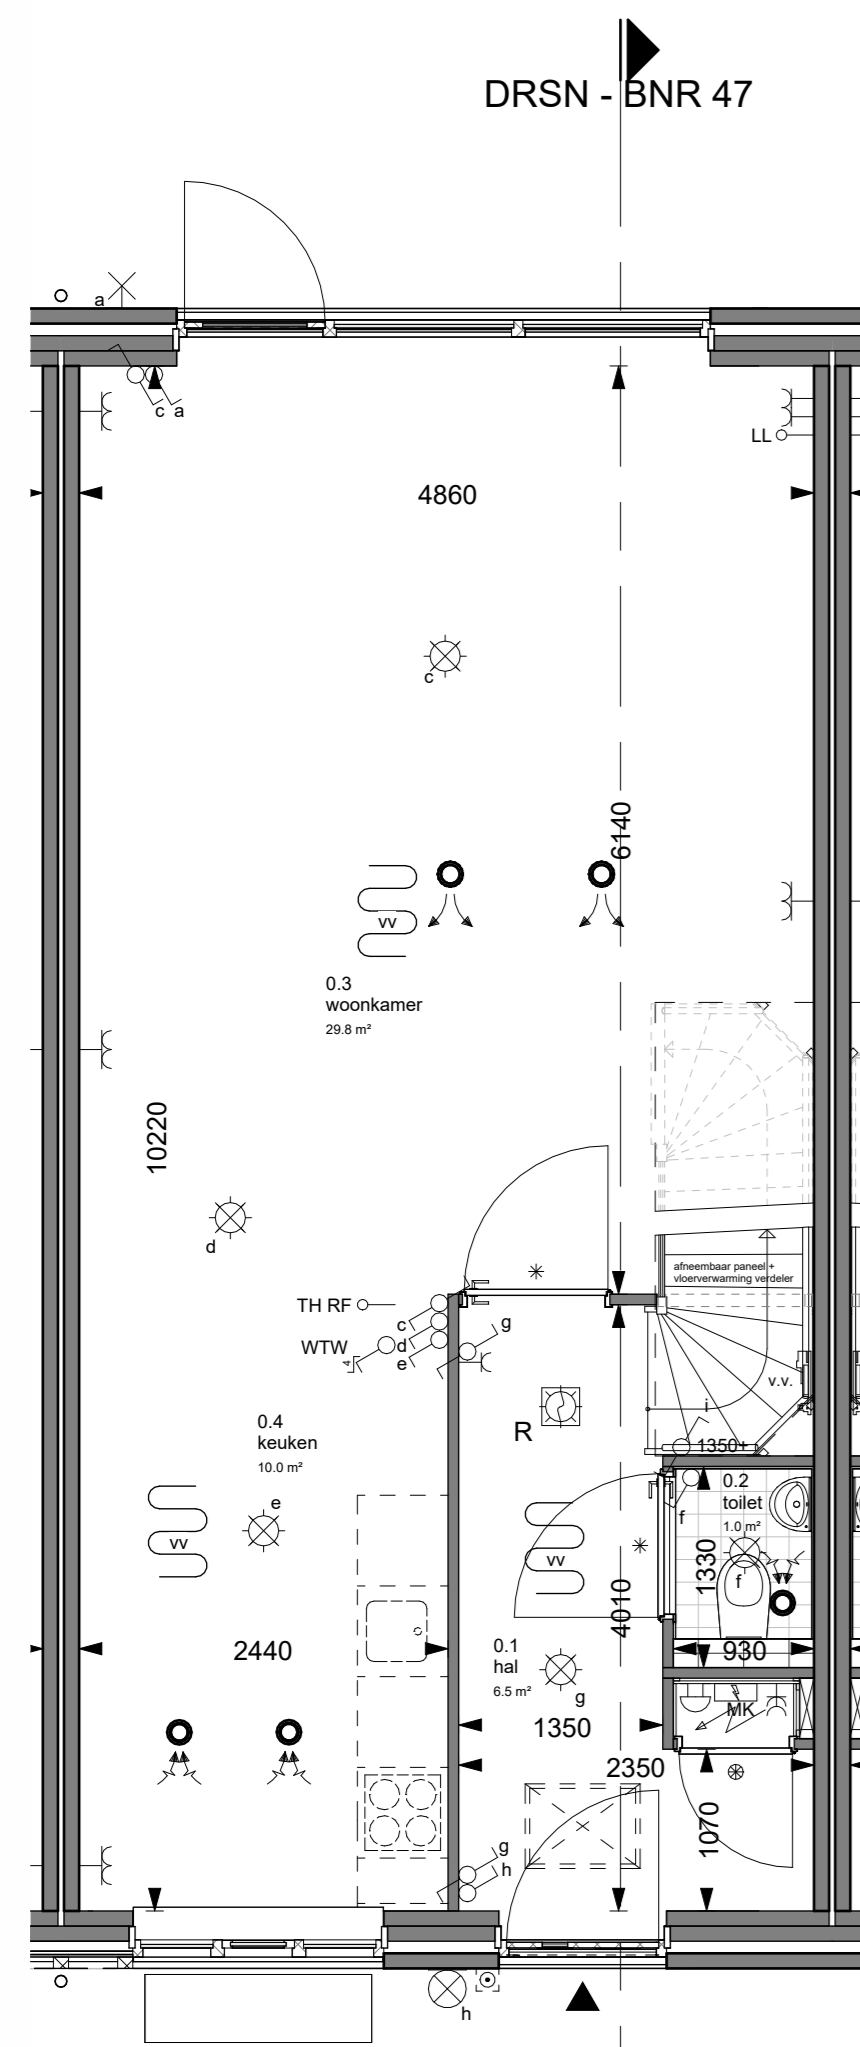 DRSN - BNR 47
a
c a
LL
4860
c
6140
vv
0.3
woonkamer
29.8 m²
10220
d
afneembaar paneel +
vloerverwarming verdeler
TH RF
c
g
WTW
d
4
e
v.v.
i
R
1350+
0.4
keuken
10.0 m²
e
vv
0.2
toilet
1.0 m²
f
f
1330
vv
4010
2440
0.1
hal
6.5 m²
g
930
MK
1350
2350
1070
g
h
h